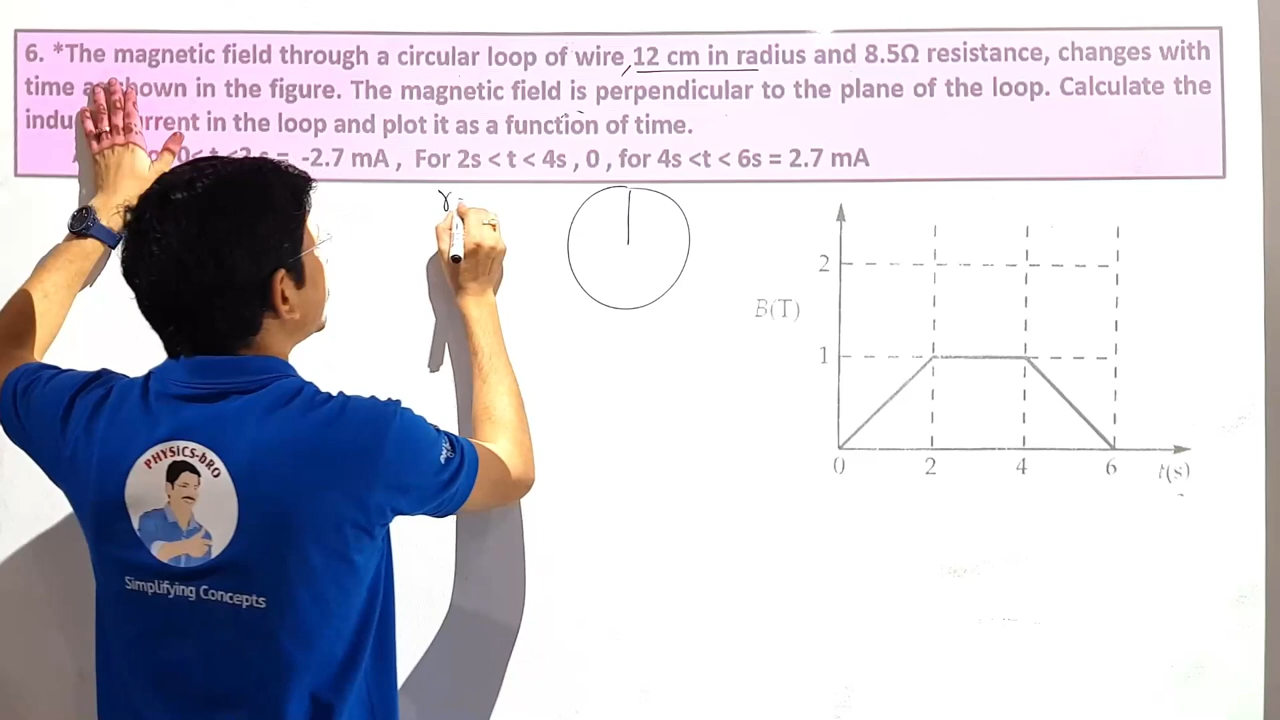 6. *The magnetic field through a circular loop of wire, 12 cm in radius and 8.5Ω resistance, changes with
time as shown in the figure. The magnetic field is perpendicular to the plane of the loop. Calculate the
indu rrent in the loop and plot it as a function of time.
-2.7 mA , For 2s < t < 4s , 0 , for 4s <t < 6s = 2.7 mA
r =
2
B(T)
1
0 2 4 6 t(s)
PHYSICS-bRO
Simplifying Concepts